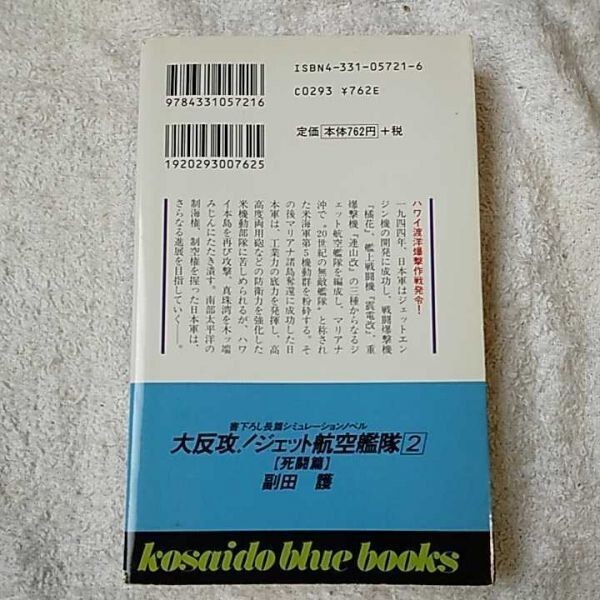 ISBN4-331-05721-6
9784331057216
C0293 ¥762E
定価 本体762円 +税
1920293007625
ハワイ渡洋爆撃作戦発令！
一九四四年、日本軍はジェットエン
ジン機の開発に成功し、戦闘爆撃機
『橘花』、艦上戦闘機『震電改』、重
爆撃機『連山改』の三種からなるジ
ェット航空艦隊を編成し、マリアナ
沖で〝20世紀の無敵艦隊〟と称され
た米海軍第５機動群を粉砕する。そ
の後マリアナ諸島奪還に成功した日
本軍は、工業力の底力を発揮し、高
高度両用砲などの防衛力を強化した
米機動部隊に苦しめられるが、ハワ
イ本島を再び攻撃、真珠湾を木ッ端
みじんにたたき潰す。南部太平洋の
制海権、制空権を握った日本軍は、
さらなる進展を目指していく――。
書下ろし長篇シミュレーションノベル
大反攻！ジェット航空艦隊2
【死闘篇】
副田 護
kosaido blue books